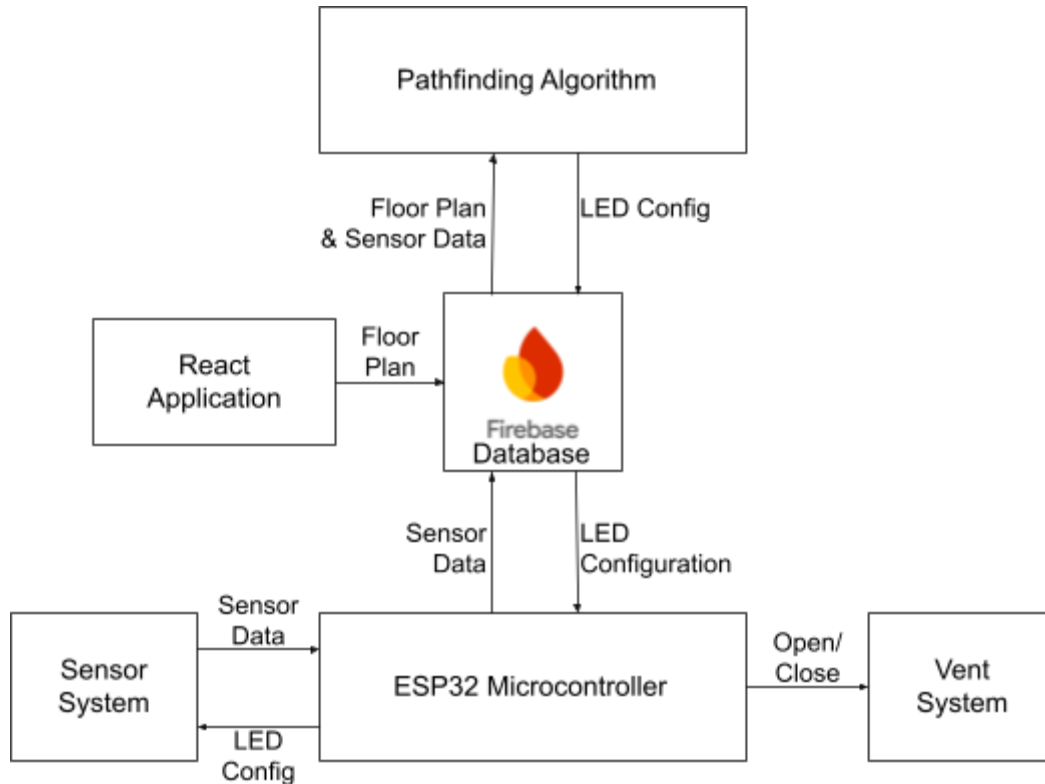 Pathfinding Algorithm
Floor Plan
& Sensor Data
LED Config
React
Application
Floor
Plan
Firebase
Database
Sensor
Data
LED
Configuration
Sensor
System
Sensor
Data
LED
Config
ESP32 Microcontroller
Open/
Close
Vent
System